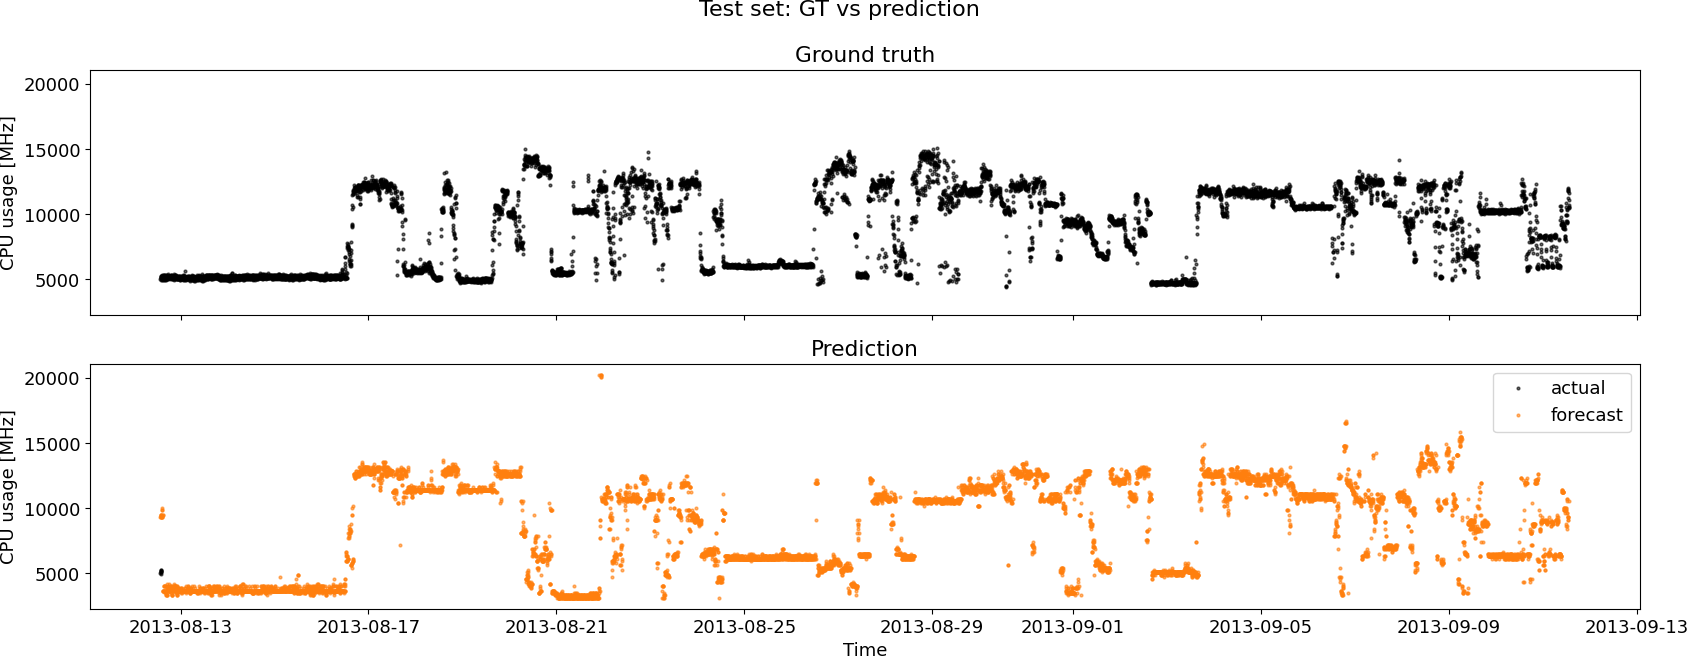 Test set: GT vs prediction
Ground truth
20000
15000
10000
5000
CPU usage [MHz]
Prediction
20000
15000
10000
5000
CPU usage [MHz]
actual
forecast
2013-08-13 2013-08-17 2013-08-21 2013-08-25 2013-08-29 2013-09-01 2013-09-05 2013-09-09 2013-09-13
Time